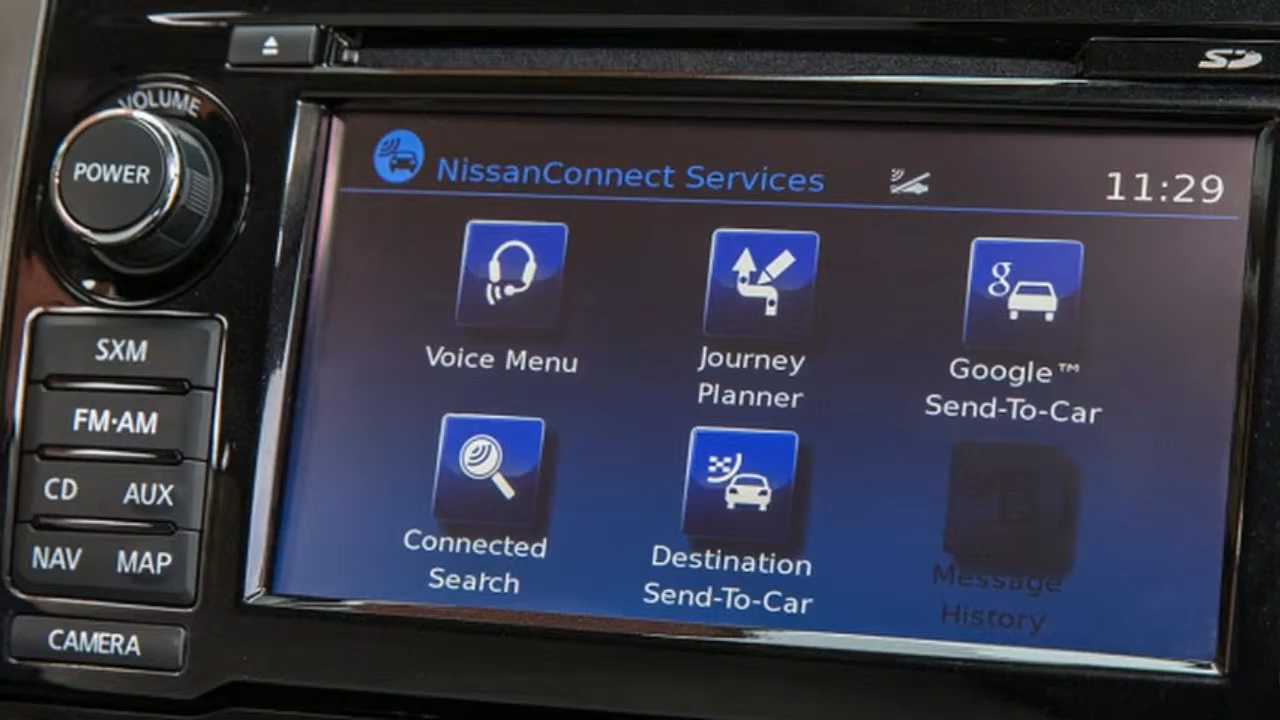 SD
VOLUME
POWER
NissanConnect Services
11:29
Voice Menu
Journey
Planner
g
Google™
Send-To-Car
SXM
FM·AM
CD AUX
NAV MAP
CAMERA
Connected
Search
Destination
Send-To-Car
Message
History